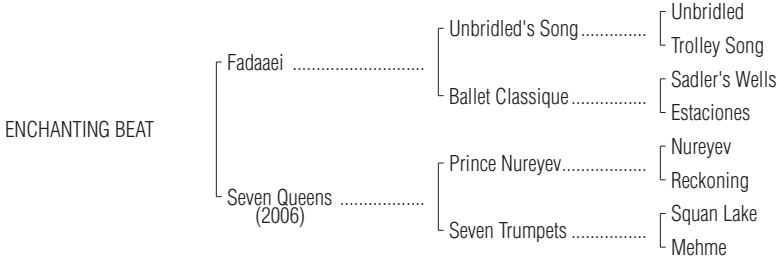 Unbridled
Unbridled's Song..............
Trolley Song
Fadaaei ............................
Sadler's Wells
Ballet Classique................
Estaciones
ENCHANTING BEAT
Nureyev
Prince Nureyev..................
Reckoning
Seven Queens ..................
(2006)
Squan Lake
Seven Trumpets ................
Mehme